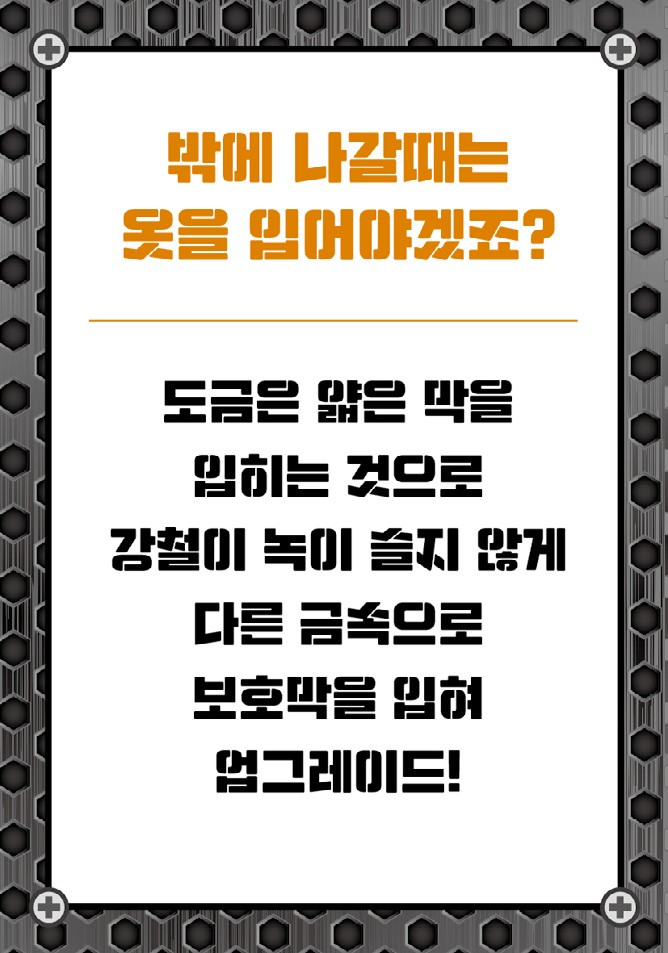 밖에 나갈때는
옷을 입어야겠죠?
도금은 얇은 막을
입히는 것으로
강철이 녹이 슬지 않게
다른 금속으로
보호막을 입혀
업그레이드!